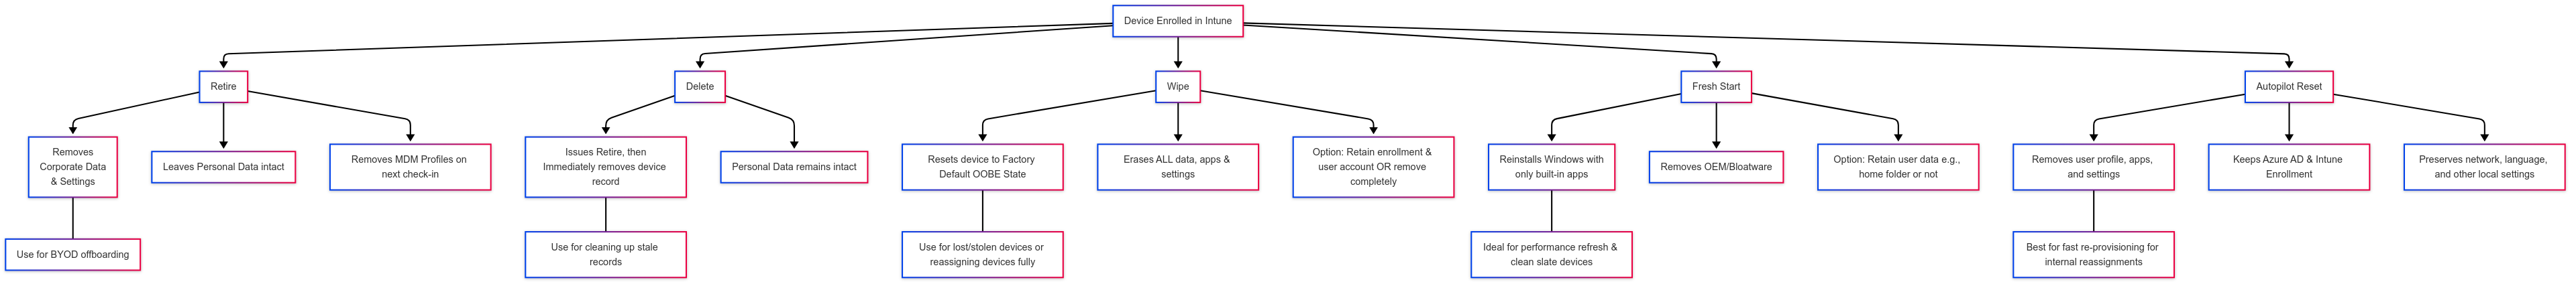 Device Enrolled in Intune
Retire
Delete
Wipe
Fresh Start
Autopilot Reset
Removes
Corporate Data
& Settings
Leaves Personal Data intact
Removes MDM Profiles on
next check-in
Issues Retire, then
Immediately removes device
record
Personal Data remains intact
Resets device to Factory
Default OOBE State
Erases ALL data, apps &
settings
Option: Retain enrollment &
user account OR remove
completely
Reinstalls Windows with
only built-in apps
Removes OEM/Bloatware
Option: Retain user data e.g.,
home folder or not
Removes user profile, apps,
and settings
Keeps Azure AD & Intune
Enrollment
Preserves network, language,
and other local settings
Use for BYOD offboarding
Use for cleaning up stale
records
Use for lost/stolen devices or
reassigning devices fully
Ideal for performance refresh &
clean slate devices
Best for fast re-provisioning for
internal reassignments